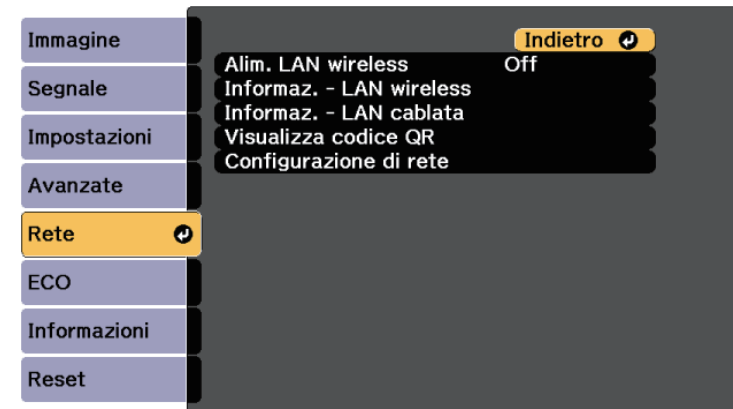 Immagine
Segnale
Impostazioni
Avanzate
Rete
ECO
Informazioni
Reset
Indietro
Alim. LAN wireless Off
Informaz. - LAN wireless
Informaz. - LAN cablata
Visualizza codice QR
Configurazione di rete